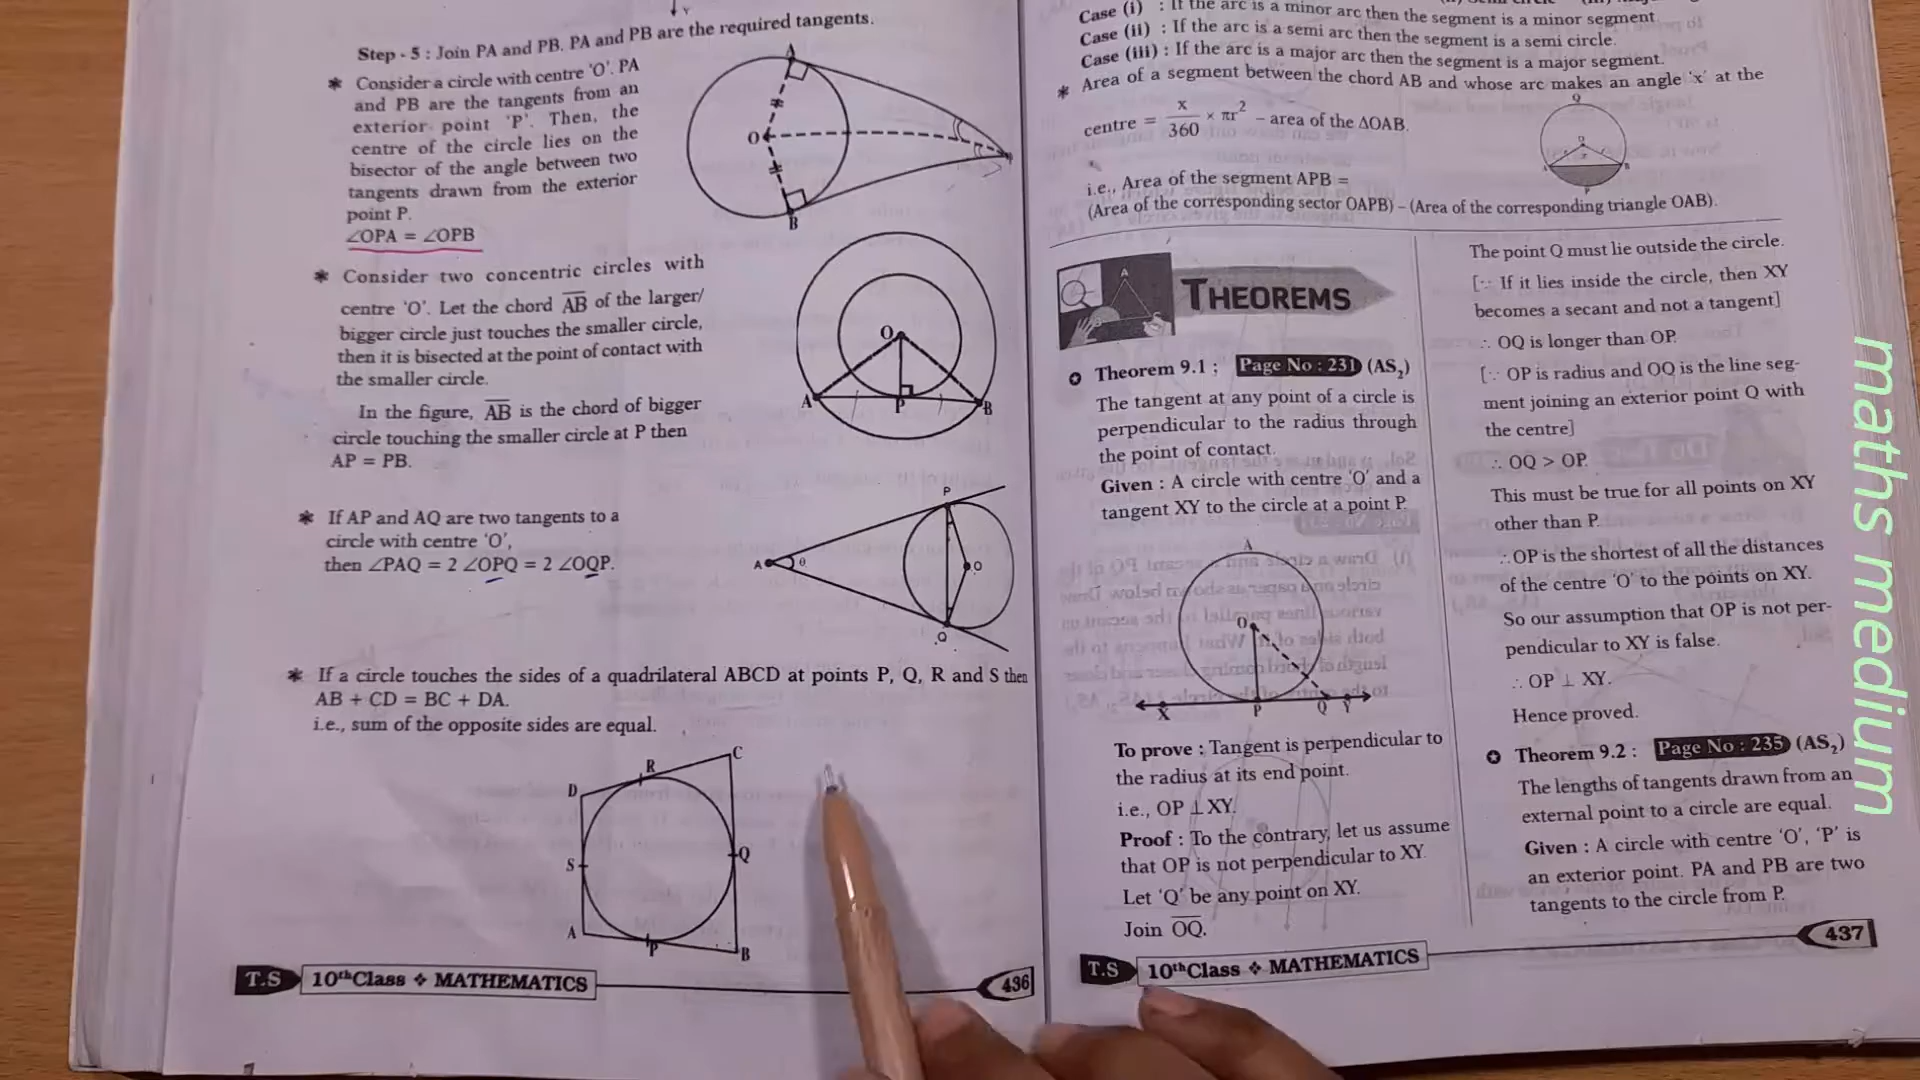 Step - 5 : Join PA and PB. PA and PB are the required tangents.
* Consider a circle with centre 'O'. PA
and PB are the tangents from an
exterior point 'P'. Then, the
centre of the circle lies on the
bisector of the angle between two
tangents drawn from the exterior
point P.
∠OPA = ∠OPB
A
O
B
* Consider two concentric circles with
centre 'O'. Let the chord A͞B of the larger/
bigger circle just touches the smaller circle,
then it is bisected at the point of contact with
the smaller circle.
In the figure, A͞B is the chord of bigger
circle touching the smaller circle at P then
AP = PB.
O
A P B
* If AP and AQ are two tangents to a
circle with centre 'O',
then ∠PAQ = 2 ∠OPQ = 2 ∠OQP.
P
A θ O
Q
* If a circle touches the sides of a quadrilateral ABCD at points P, Q, R and S then
AB + CD = BC + DA.
i.e., sum of the opposite sides are equal.
R C
D
S Q
A P B
T.S 10thClass ❖ MATHEMATICS 436
Case (i) : If the arc is a minor arc then the segment is a minor segment
Case (ii) : If the arc is a semi arc then the segment is a semi circle.
Case (iii) : If the arc is a major arc then the segment is a major segment.
* Area of a segment between the chord AB and whose arc makes an angle 'x' at the
centre = x/360 × πr² – area of the ΔOAB.
i.e., Area of the segment APB =
(Area of the corresponding sector OAPB) – (Area of the corresponding triangle OAB).
Q
O
A x B
P
THEOREMS
A
✪ Theorem 9.1 : Page No : 231 (AS₂)
The tangent at any point of a circle is
perpendicular to the radius through
the point of contact.
Given : A circle with centre 'O' and a
tangent XY to the circle at a point P.
A
O
X P Q Y
To prove : Tangent is perpendicular to
the radius at its end point.
i.e., OP ⊥ XY.
Proof : To the contrary, let us assume
that OP is not perpendicular to XY.
Let 'Q' be any point on XY.
Join O͞Q.
The point Q must lie outside the circle.
[∵ If it lies inside the circle, then XY
becomes a secant and not a tangent]
∴ OQ is longer than OP.
[∵ OP is radius and OQ is the line seg-
ment joining an exterior point Q with
the centre]
∴ OQ > OP.
This must be true for all points on XY
other than P.
∴ OP is the shortest of all the distances
of the centre 'O' to the points on XY.
So our assumption that OP is not per-
pendicular to XY is false.
∴ OP ⊥ XY.
Hence proved.
✪ Theorem 9.2 : Page No : 235 (AS₂)
The lengths of tangents drawn from an
external point to a circle are equal.
Given : A circle with centre 'O', 'P' is
an exterior point. PA and PB are two
tangents to the circle from P.
T.S 10thClass ❖ MATHEMATICS 437
maths medium